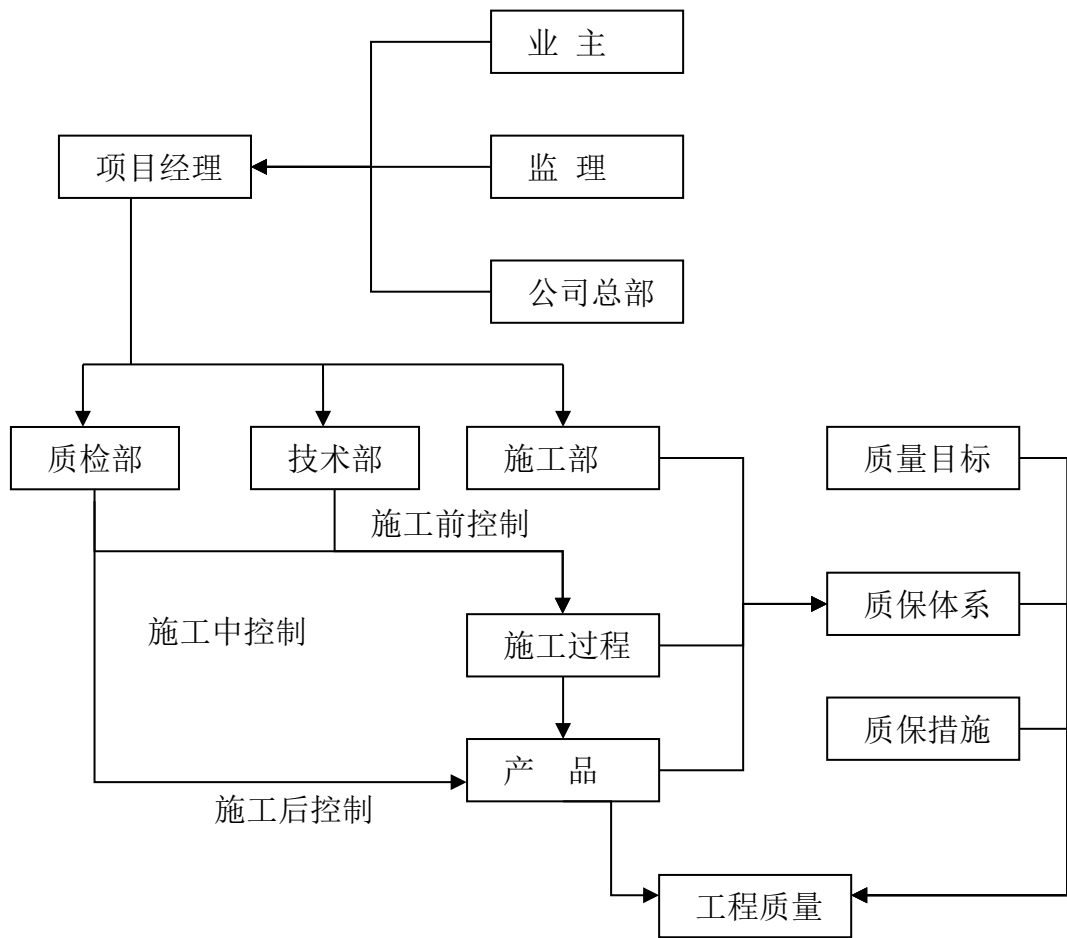 业 主
项目经理
监 理
公司总部
质检部
技术部
施工部
质量目标
施工前控制
施工中控制
施工过程
质保体系
质保措施
产 品
施工后控制
工程质量